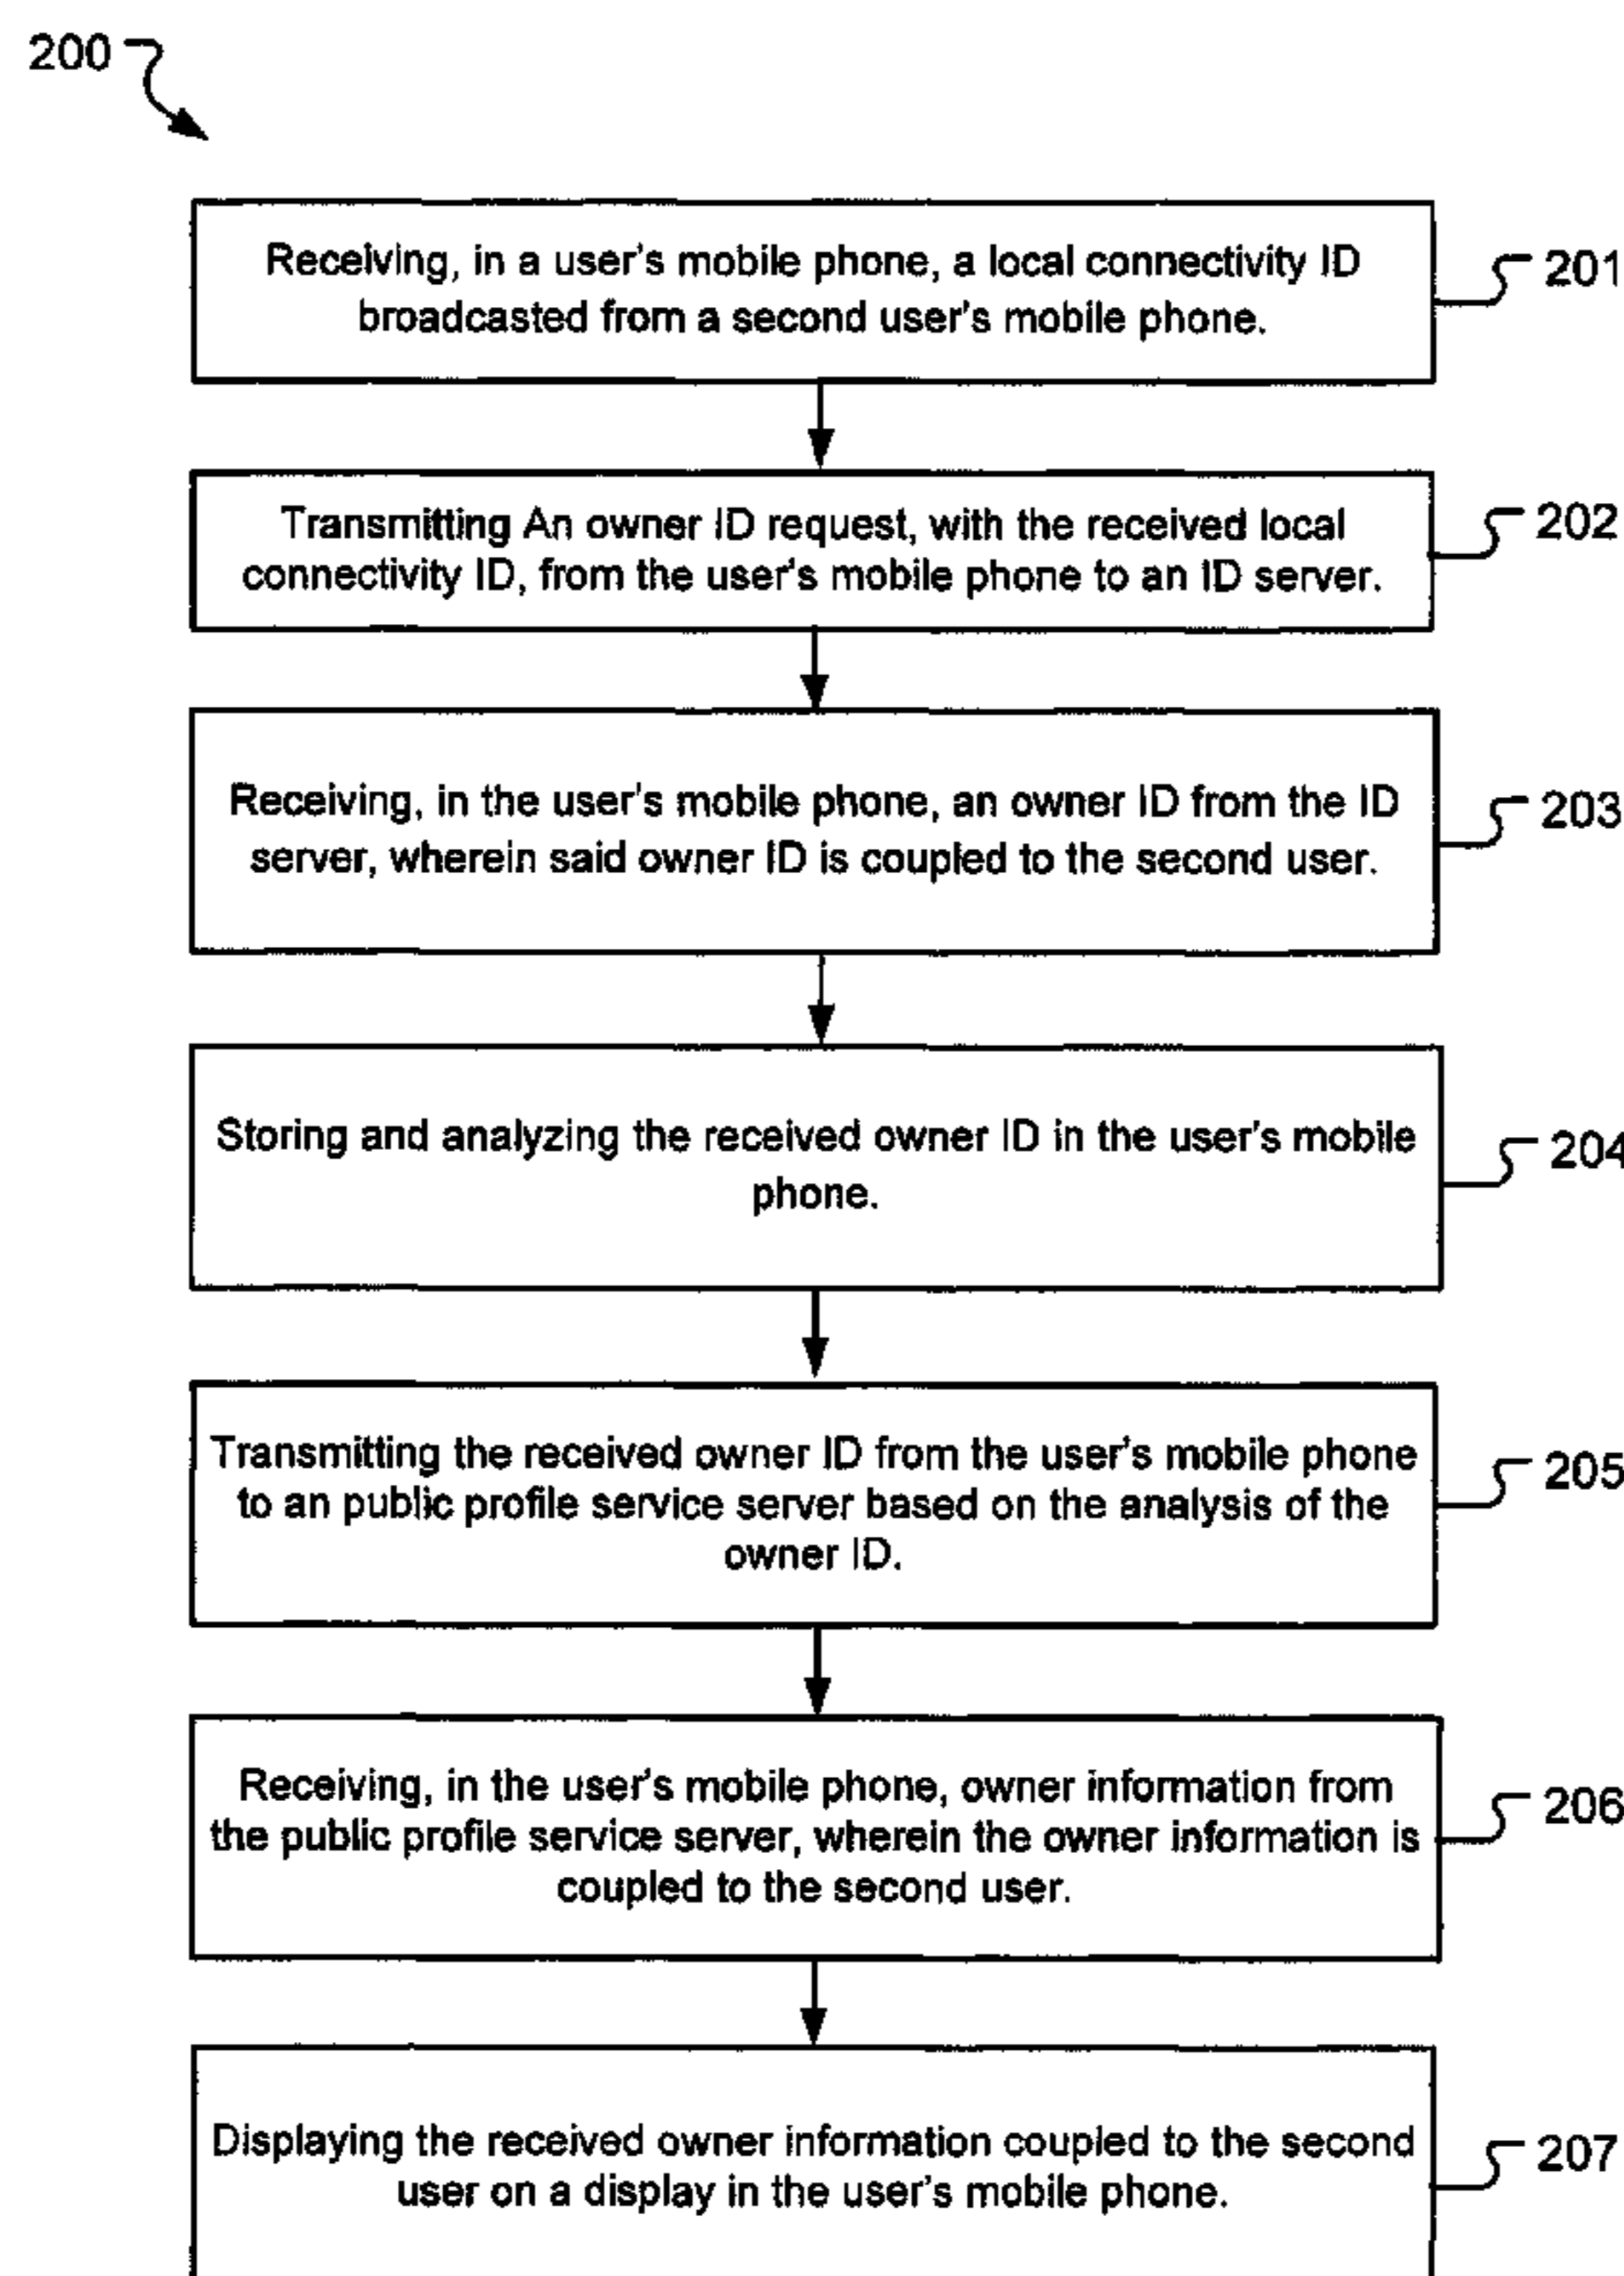 200
Receiving, in a user's mobile phone, a local connectivity ID
broadcasted from a second user's mobile phone.
201
Transmitting An owner ID request, with the received local
connectivity ID, from the user's mobile phone to an ID server.
202
Receiving, in the user's mobile phone, an owner ID from the ID
server, wherein said owner ID is coupled to the second user.
203
Storing and analyzing the received owner ID in the user's mobile
phone.
204
Transmitting the received owner ID from the user's mobile phone
to an public profile service server based on the analysis of the
owner ID.
205
Receiving, in the user's mobile phone, owner information from
the public profile service server, wherein the owner information is
coupled to the second user.
206
Displaying the received owner information coupled to the second
user on a display in the user's mobile phone.
207